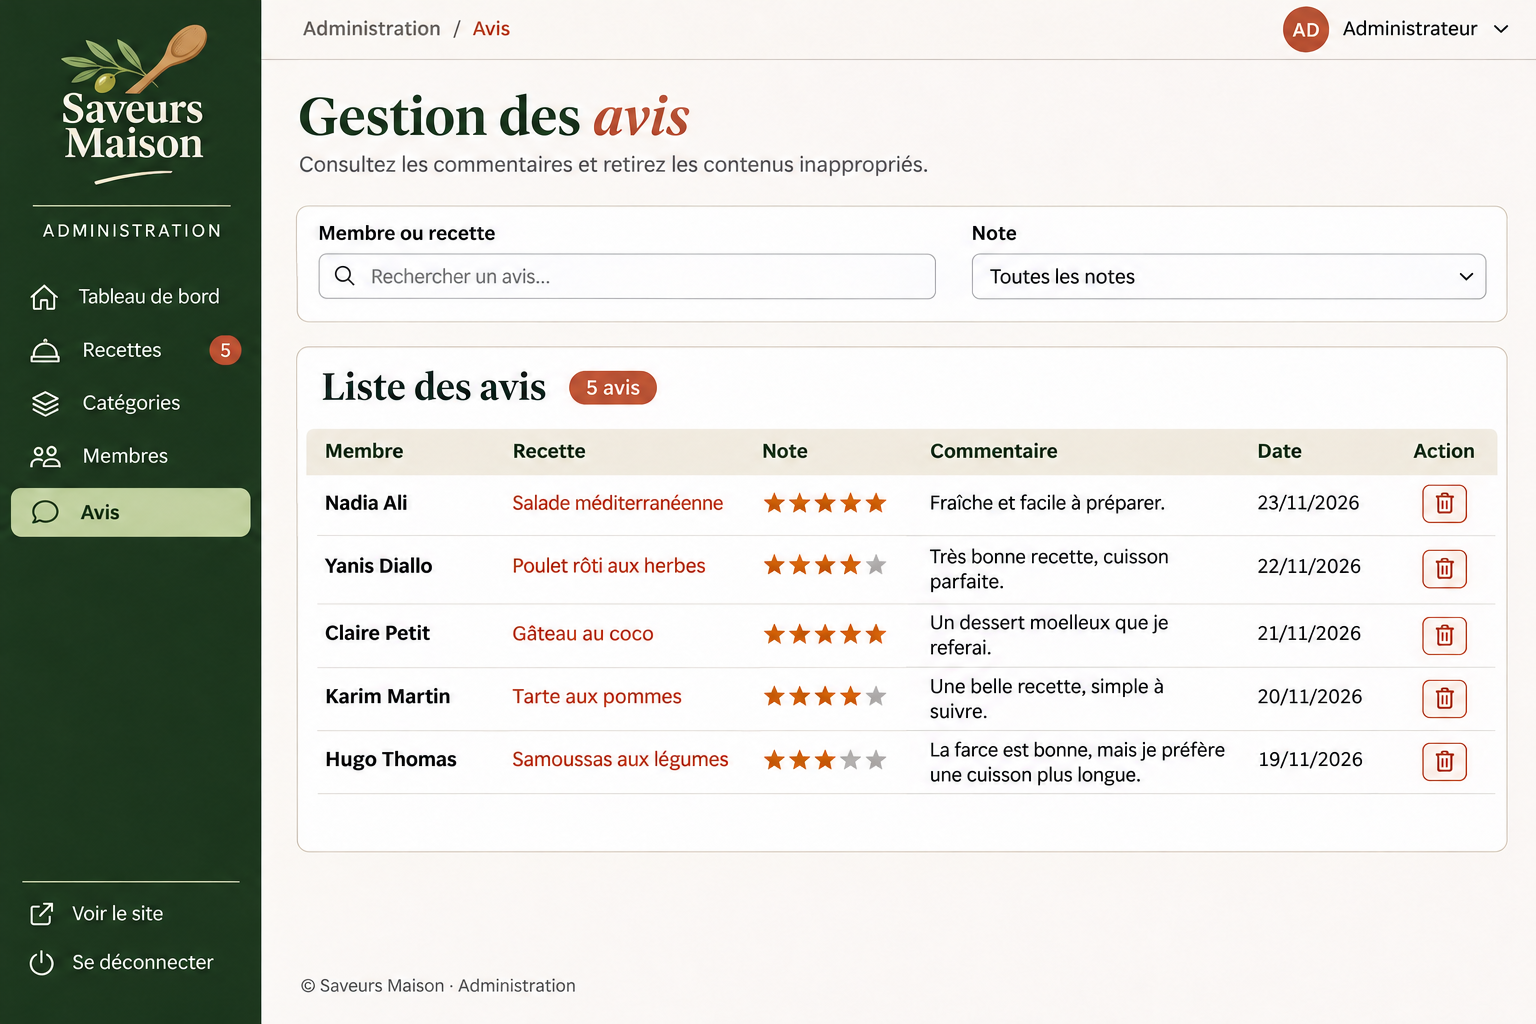 Saveurs
Maison
ADMINISTRATION
Tableau de bord
Recettes 5
Catégories
Membres
Avis
Voir le site
Se déconnecter
Administration / Avis
AD Administrateur
Gestion des avis
Consultez les commentaires et retirez les contenus inappropriés.
Membre ou recette
Rechercher un avis...
Note
Toutes les notes
Liste des avis 5 avis
Membre Recette Note Commentaire Date Action
Nadia Ali Salade méditerranéenne Fraîche et facile à préparer. 23/11/2026
Yanis Diallo Poulet rôti aux herbes Très bonne recette, cuisson
parfaite. 22/11/2026
Claire Petit Gâteau au coco Un dessert moelleux que je
referai. 21/11/2026
Karim Martin Tarte aux pommes Une belle recette, simple à
suivre. 20/11/2026
Hugo Thomas Samoussas aux légumes La farce est bonne, mais je préfère
une cuisson plus longue. 19/11/2026
© Saveurs Maison · Administration